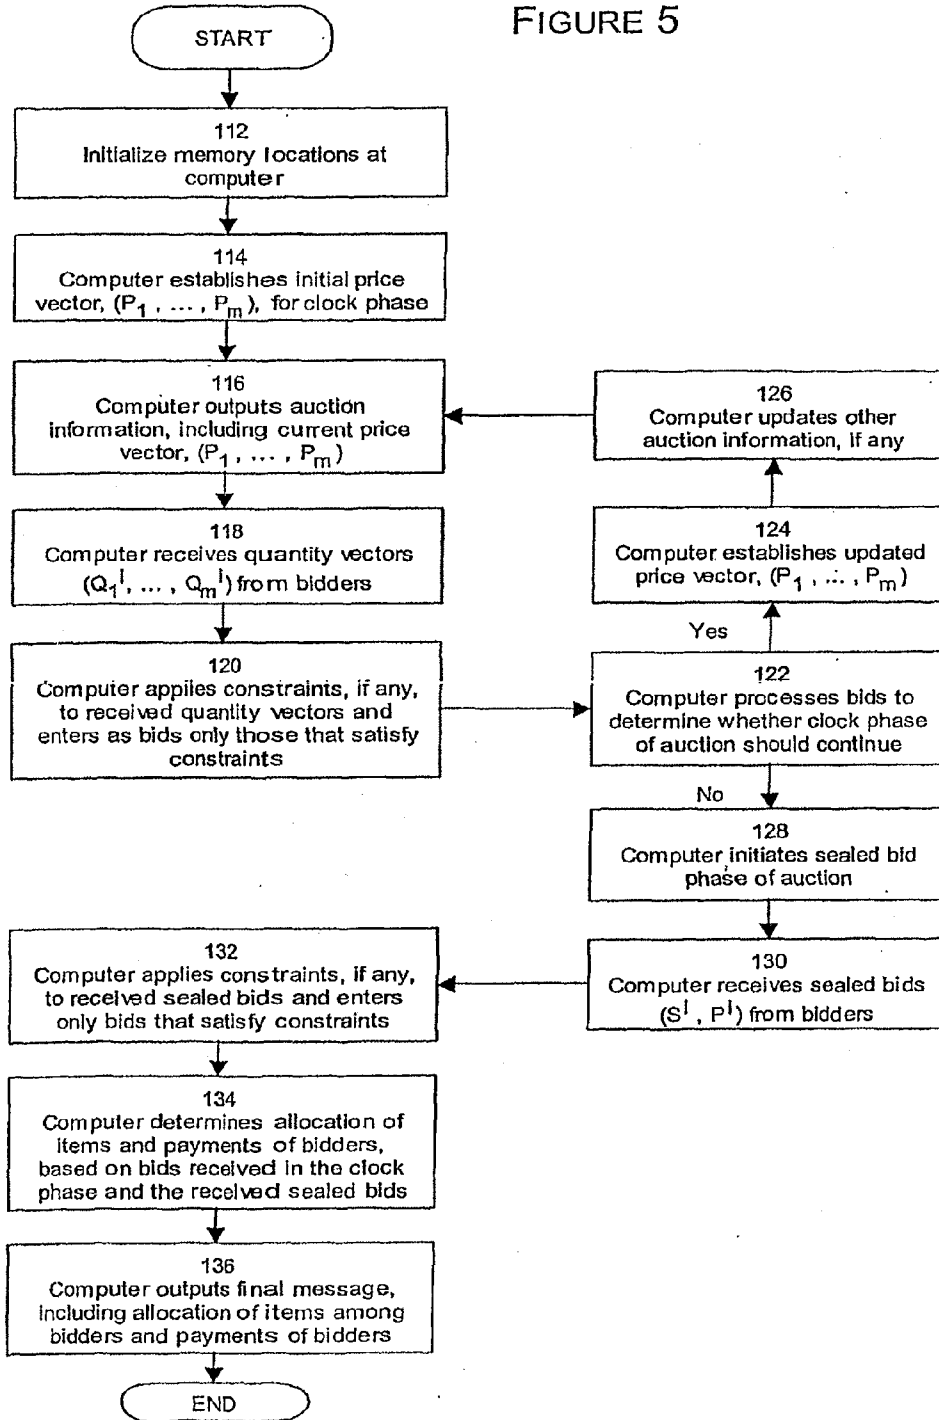 FIGURE 5
START
112
Initialize memory locations at
computer
114
Computer establishes initial price
vector, (P1 , ... , Pm), for clock phase
116
Computer outputs auction
information, including current price
vector, (P1 , ... , Pm)
118
Computer receives quantity vectors
(Q1^i, ... , Qm^i) from bidders
120
Computer applies constraints, if any,
to received quantity vectors and
enters as bids only those that satisfy
constraints
126
Computer updates other
auction information, if any
124
Computer establishes updated
price vector, (P1 , ... , Pm)
Yes
122
Computer processes bids to
determine whether clock phase
of auction should continue
No
128
Computer initiates sealed bid
phase of auction
130
Computer receives sealed bids
(S^i , P^i) from bidders
132
Computer applies constraints, if any,
to received sealed bids and enters
only bids that satisfy constraints
134
Computer determines allocation of
items and payments of bidders,
based on bids received in the clock
phase and the received sealed bids
136
Computer outputs final message,
including allocation of items among
bidders and payments of bidders
END